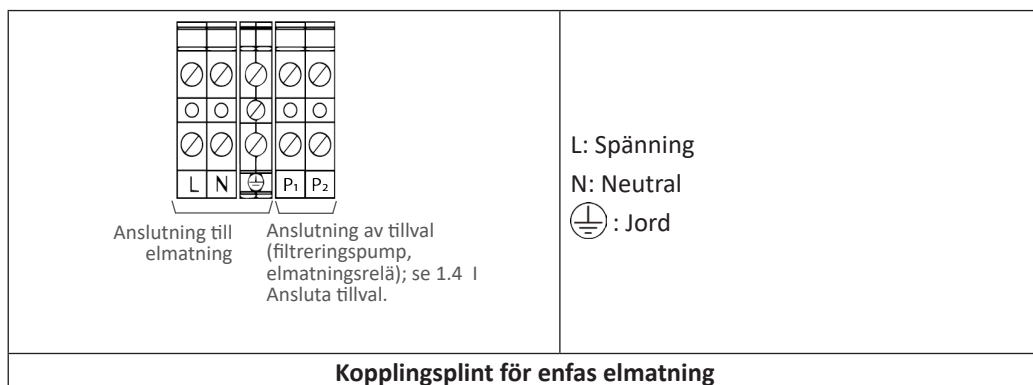 L N P₁ P₂
Anslutning till
elmatning
Anslutning av tillval
(filtreringspump,
elmatningsrelä); se 1.4 I
Ansluta tillval.
L: Spänning
N: Neutral
: Jord
Kopplingsplint för enfas elmatning